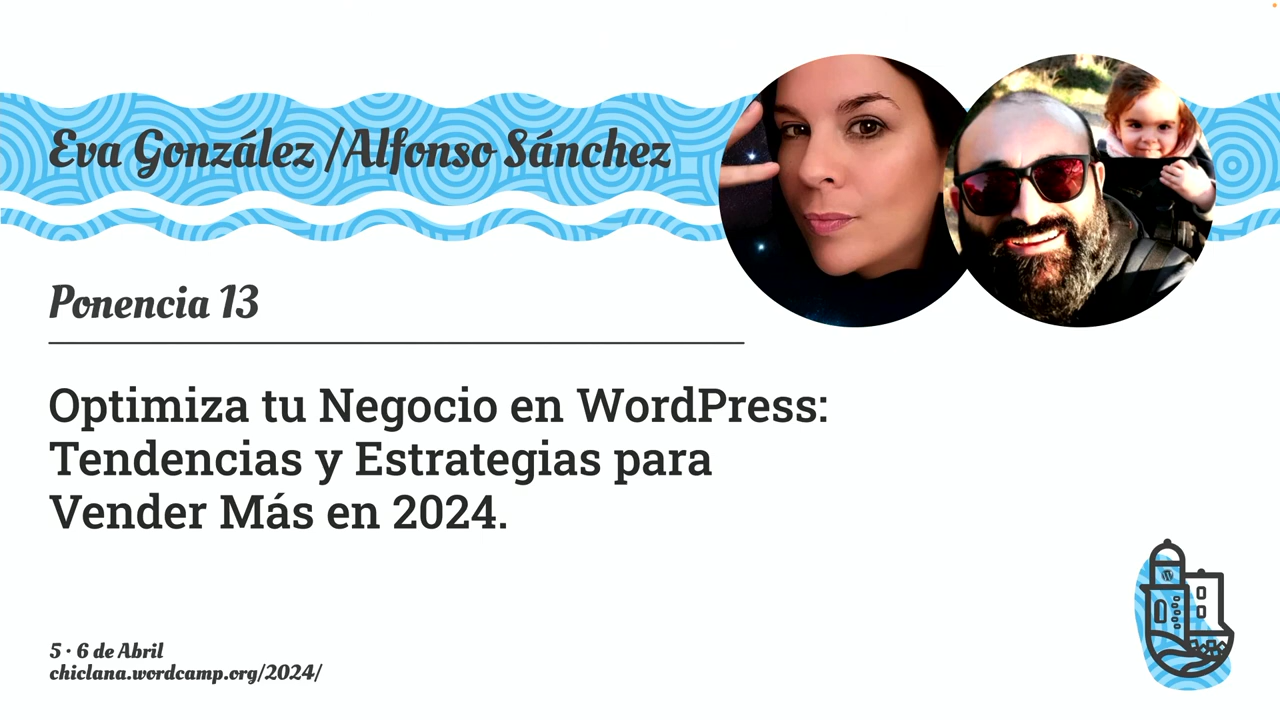 Eva González /Alfonso Sánchez
Ponencia 13
Optimiza tu Negocio en WordPress:
Tendencias y Estrategias para
Vender Más en 2024.
5 · 6 de Abril
chiclana.wordcamp.org/2024/